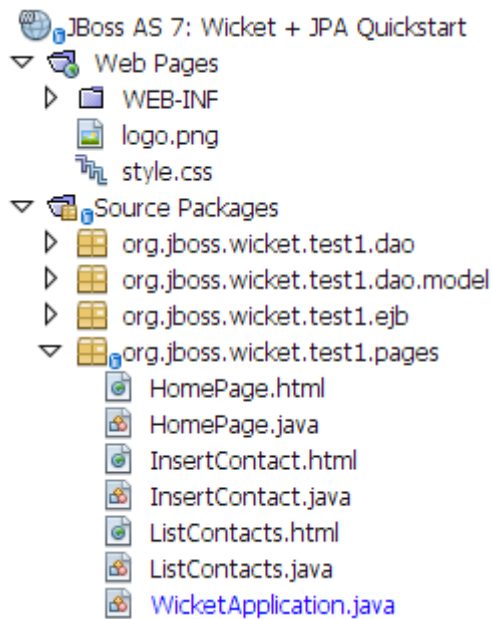 JBoss AS 7: Wicket + JPA Quickstart
Web Pages
WEB-INF
logo.png
style.css
Source Packages
org.jboss.wicket.test1.dao
org.jboss.wicket.test1.dao.model
org.jboss.wicket.test1.ejb
org.jboss.wicket.test1.pages
HomePage.html
HomePage.java
InsertContact.html
InsertContact.java
ListContacts.html
ListContacts.java
WicketApplication.java